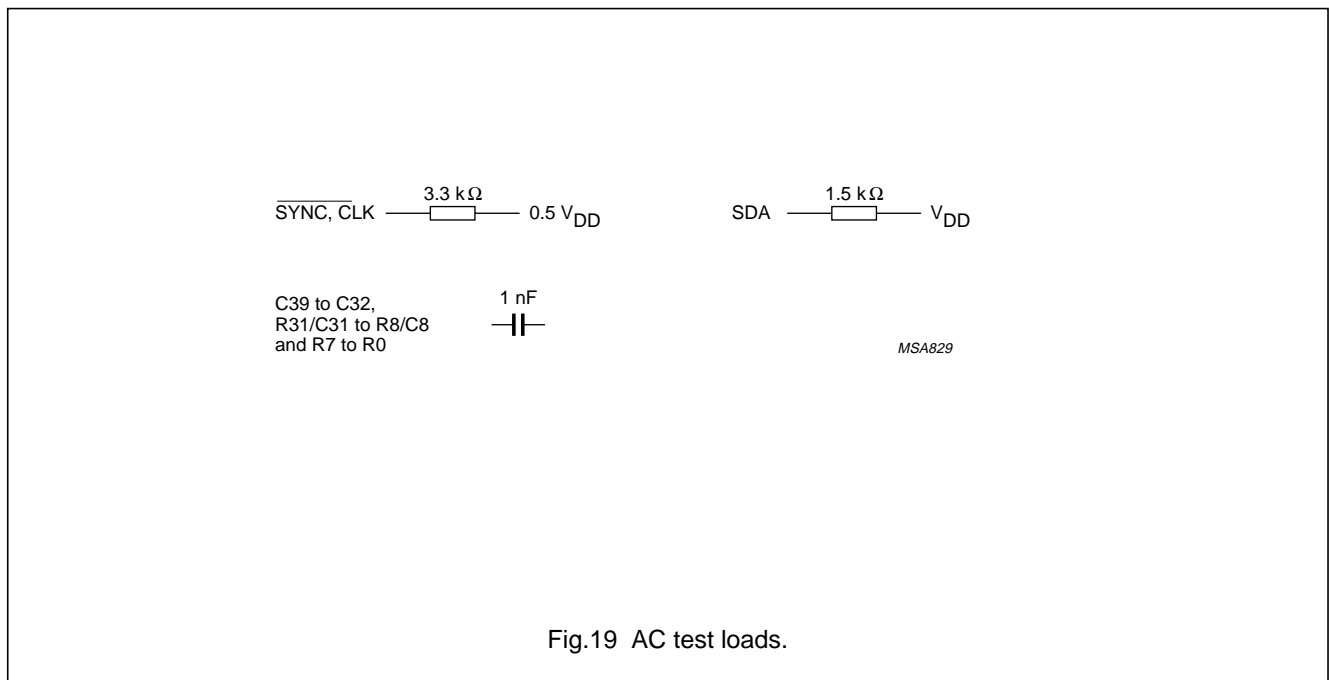 3.3 kΩ
SYNC, CLK 0.5 VDD
1.5 kΩ
SDA VDD
C39 to C32,
R31/C31 to R8/C8
and R7 to R0
1 nF
MSA829
Fig.19 AC test loads.